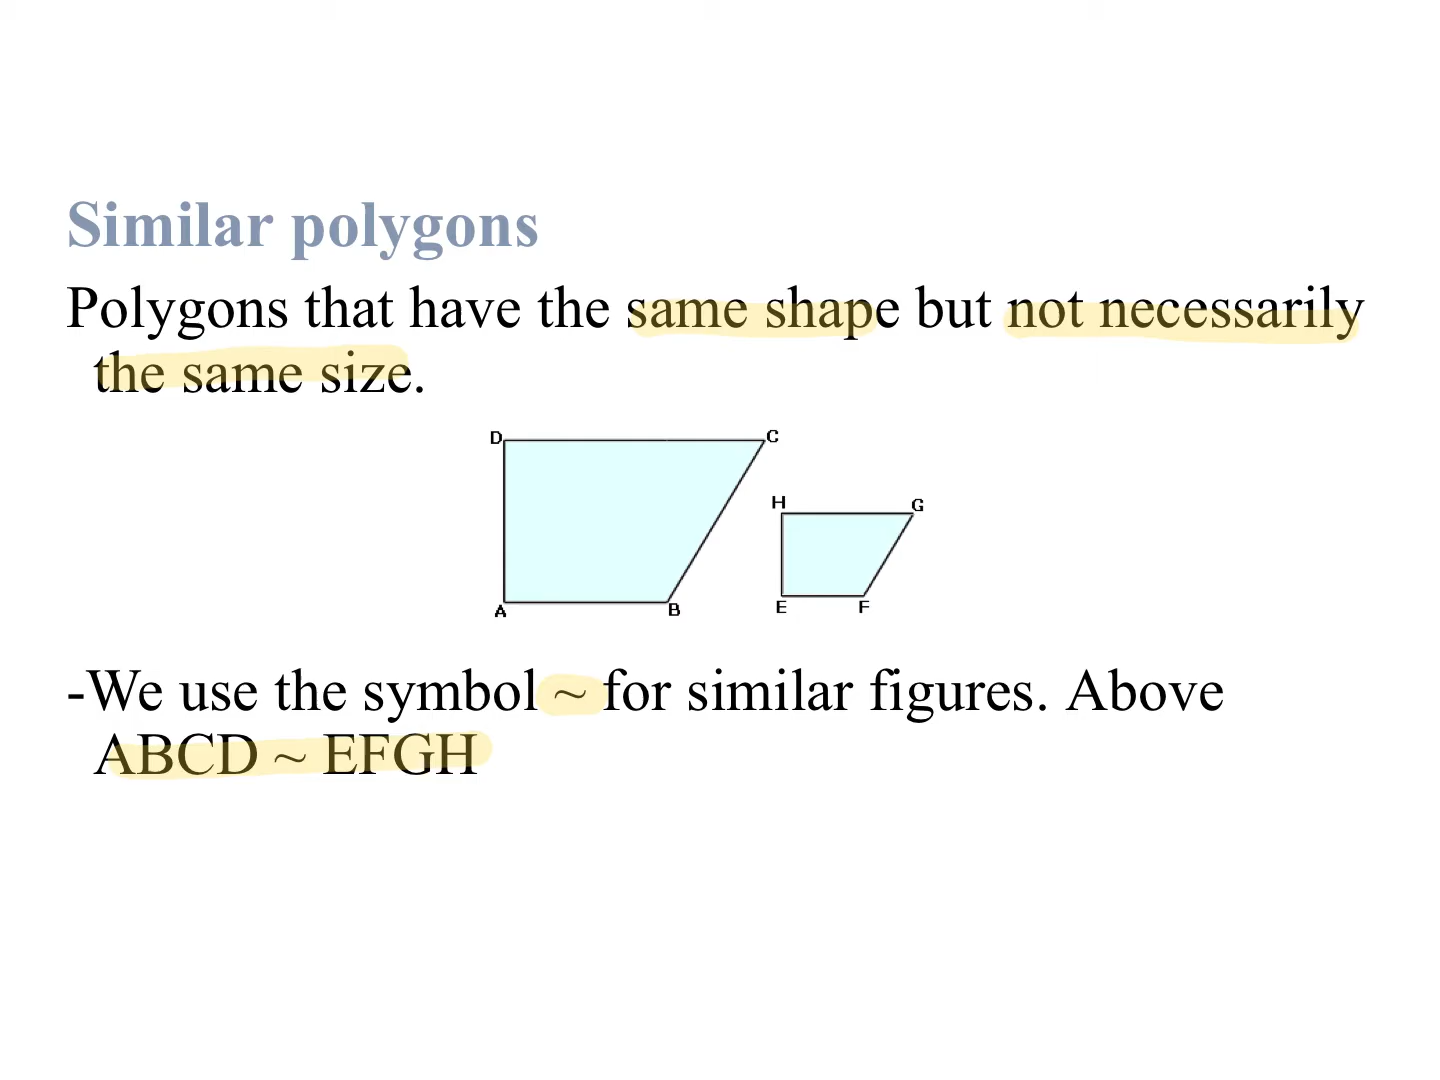 Similar polygons
Polygons that have the same shape but not necessarily
the same size.
D C
H G
A B E F
-We use the symbol ~ for similar figures. Above
ABCD ~ EFGH